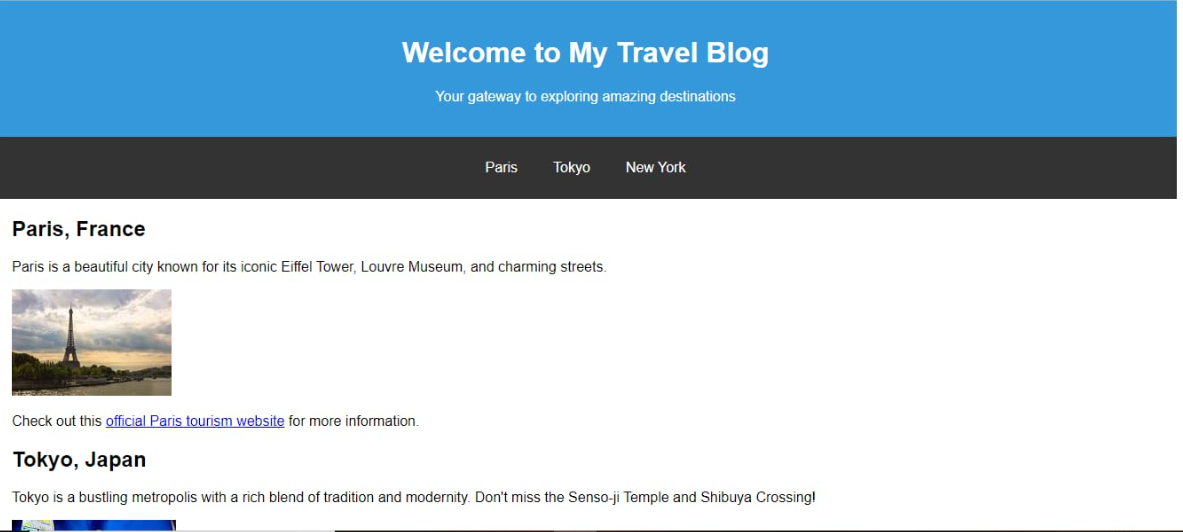 Welcome to My Travel Blog
Your gateway to exploring amazing destinations
Paris Tokyo New York
Paris, France
Paris is a beautiful city known for its iconic Eiffel Tower, Louvre Museum, and charming streets.
Check out this official Paris tourism website for more information.
Tokyo, Japan
Tokyo is a bustling metropolis with a rich blend of tradition and modernity. Don't miss the Senso-ji Temple and Shibuya Crossing!